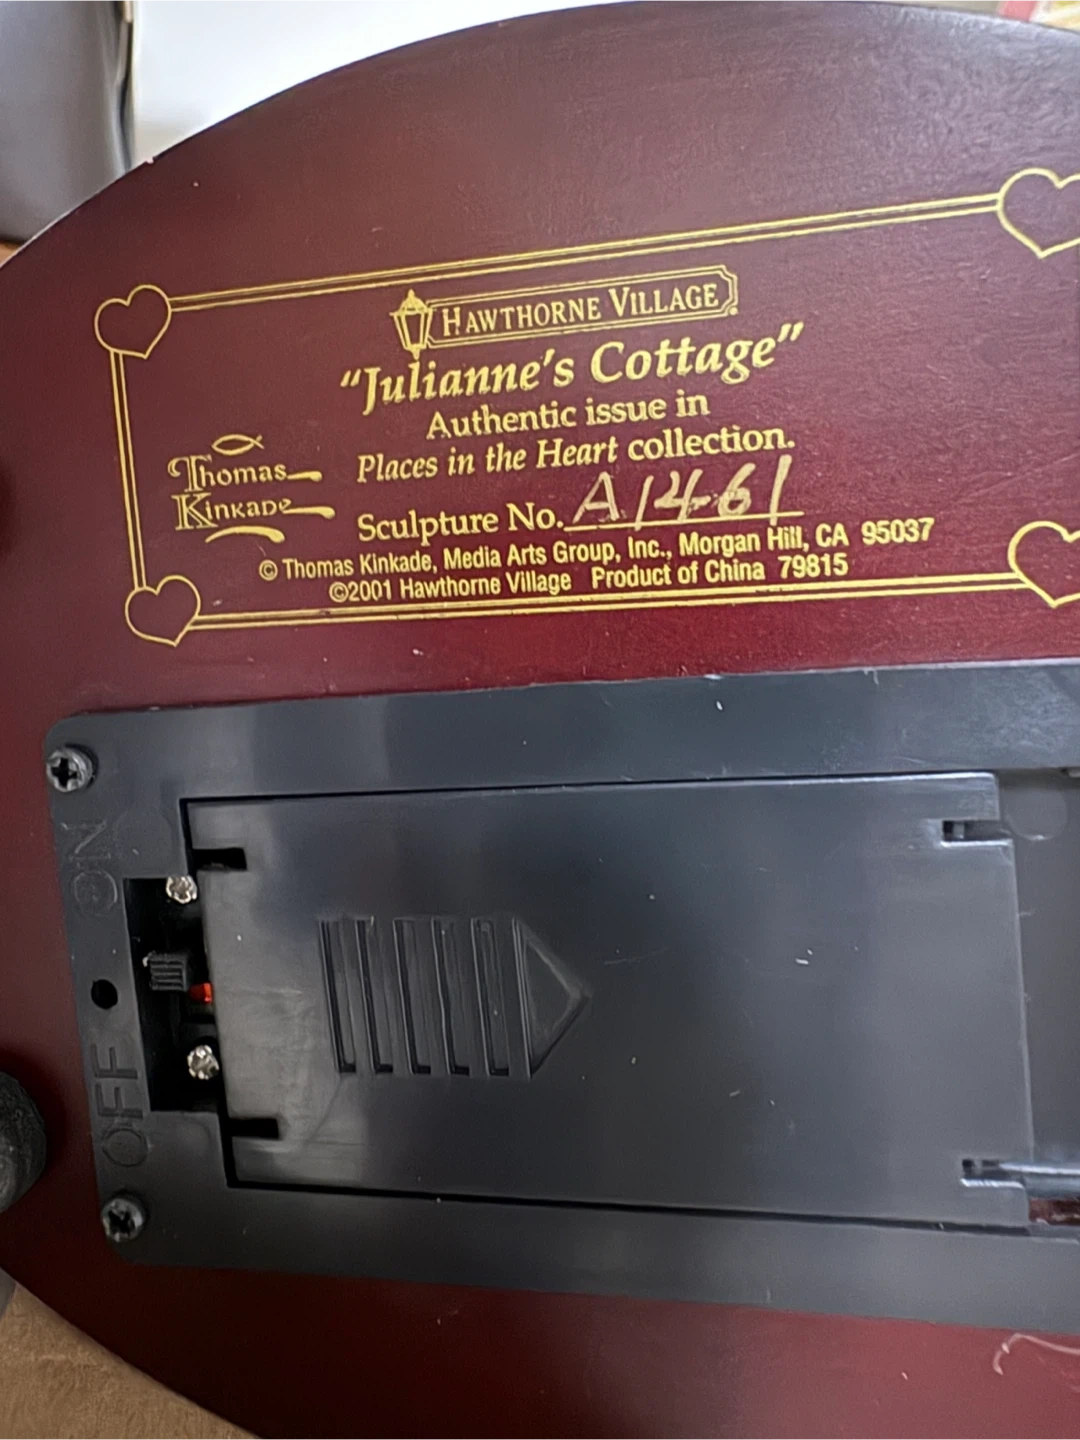 HAWTHORNE VILLAGE
"Julianne's Cottage"
Authentic issue in
Places in the Heart collection.
Thomas
Kinkade
Sculpture No. A1461
© Thomas Kinkade, Media Arts Group, Inc., Morgan Hill, CA 95037
©2001 Hawthorne Village Product of China 79815
ON
OFF